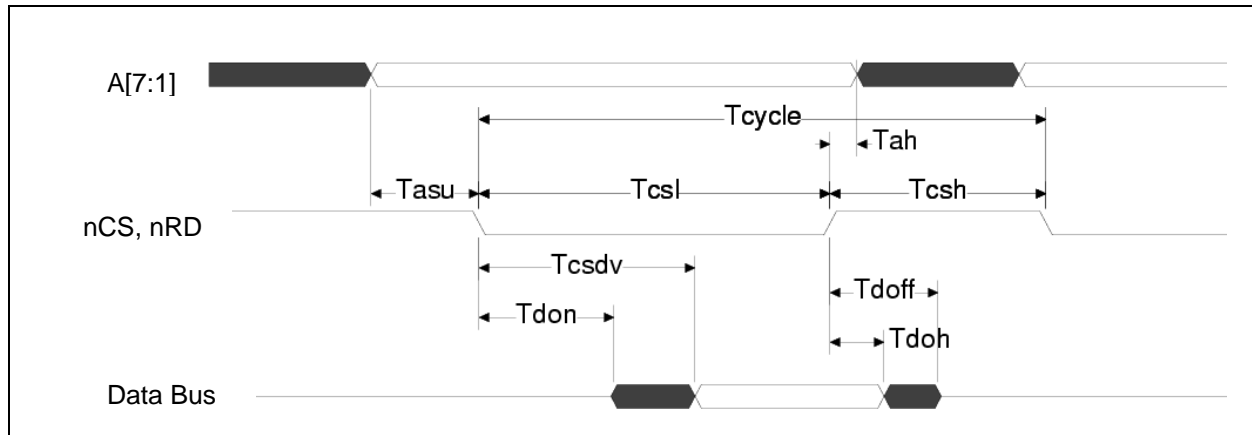 A[7:1]
Tcycle
Tah
Tasu
Tcsl
Tcsh
nCS, nRD
Tcsdv
Tdoff
Tdon
Tdoh
Data Bus